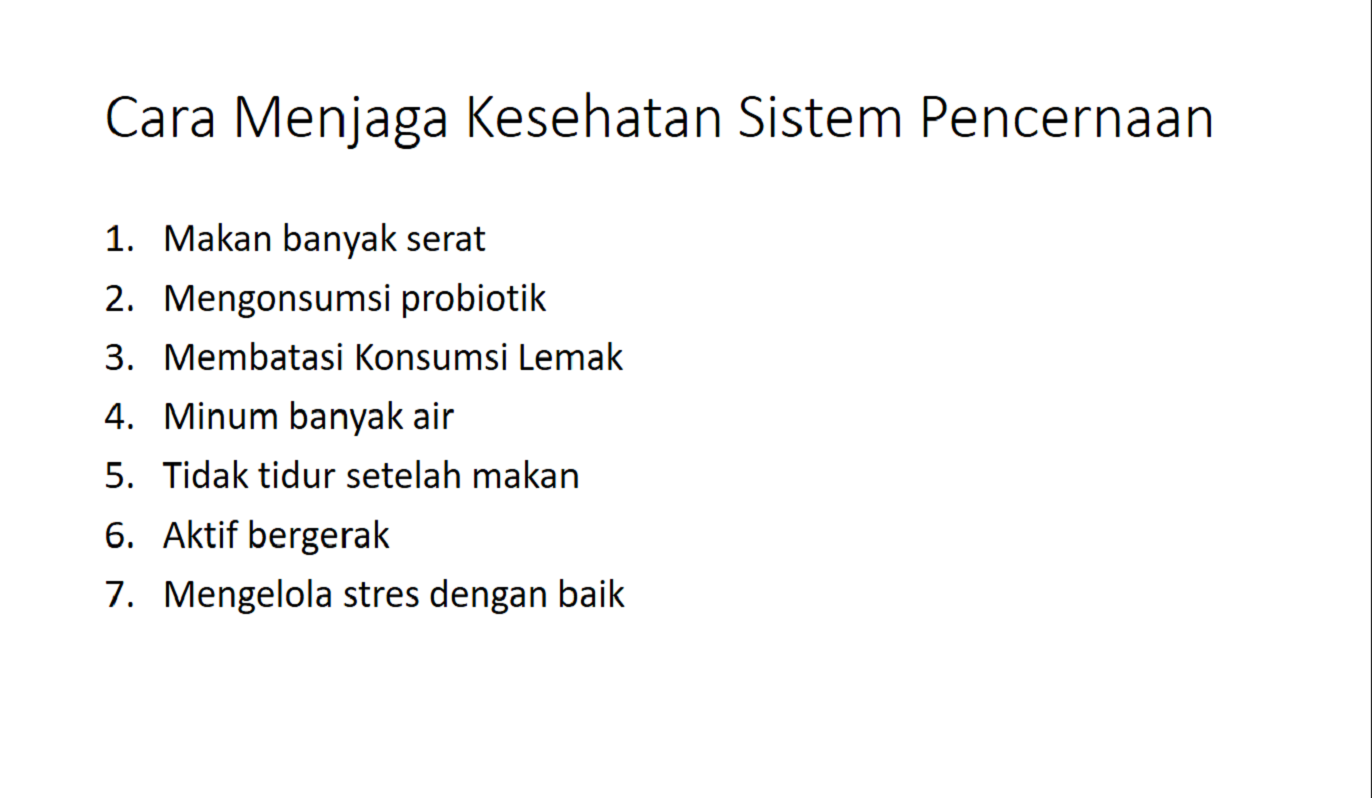 Cara Menjaga Kesehatan Sistem Pencernaan
1. Makan banyak serat
2. Mengonsumsi probiotik
3. Membatasi Konsumsi Lemak
4. Minum banyak air
5. Tidak tidur setelah makan
6. Aktif bergerak
7. Mengelola stres dengan baik